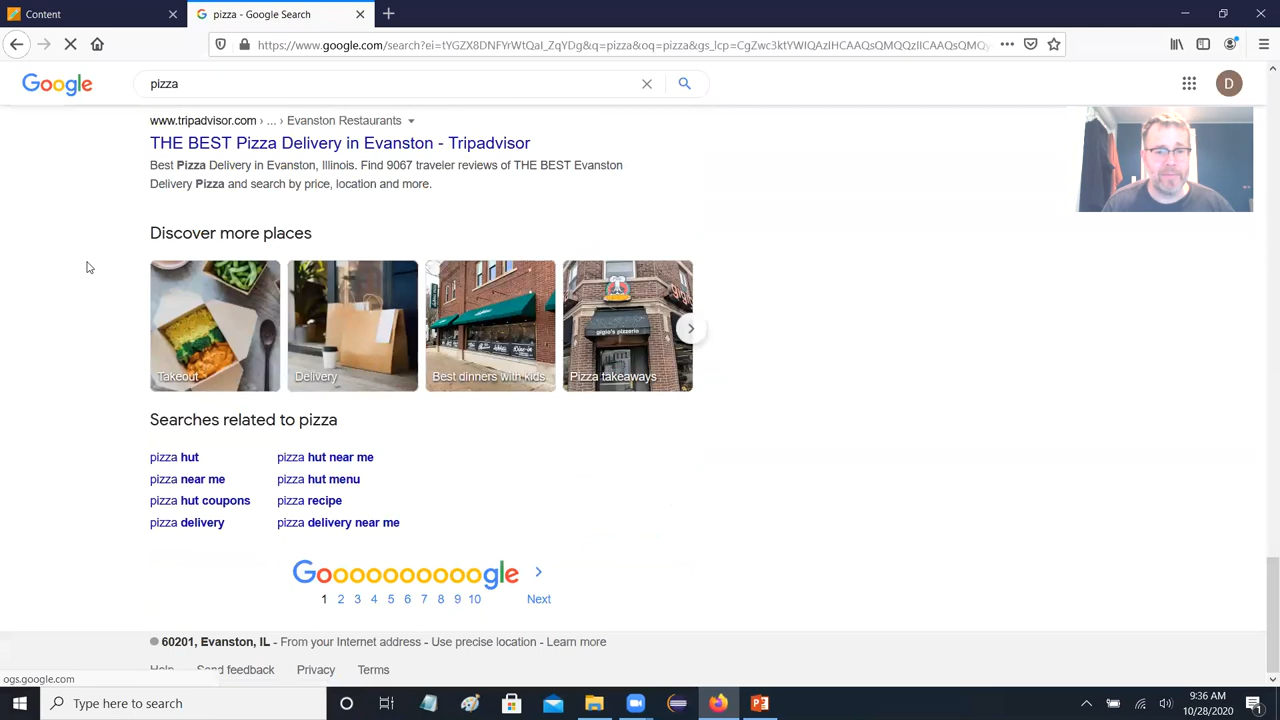 Content
pizza - Google Search
https://www.google.com/search?ei=tYGZX8DNFYrWtQaI_ZqYDg&q=pizza&oq=pizza&gs_lcp=CgZwc3ktYWIQAzIHCAAQsQMQQzIICAAQsQM
Google
pizza
D
www.tripadvisor.com › ... › Evanston Restaurants
THE BEST Pizza Delivery in Evanston - Tripadvisor
Best Pizza Delivery in Evanston, Illinois. Find 9067 traveler reviews of THE BEST Evanston
Delivery Pizza and search by price, location and more.
Discover more places
Takeout
Delivery
Best dinners with kids
gigio's pizzeria
Pizza takeaways
Searches related to pizza
pizza hut
pizza hut near me
pizza near me
pizza hut menu
pizza hut coupons
pizza recipe
pizza delivery
pizza delivery near me
Goooooooooogle
1 2 3 4 5 6 7 8 9 10 Next
60201, Evanston, IL - From your Internet address - Use precise location - Learn more
Help Send feedback Privacy Terms
ogs.google.com
Type here to search
9:36 AM
10/28/2020